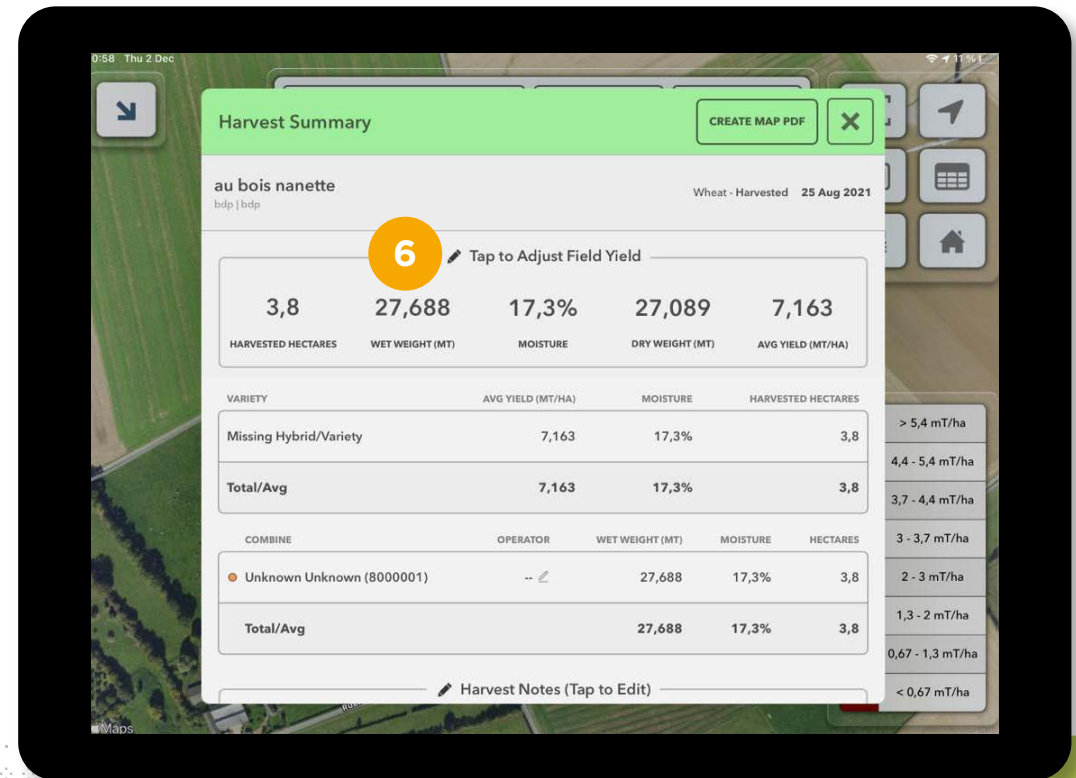 0:58 Thu 2 Dec
11 %
Harvest Summary
CREATE MAP PDF
au bois nanette
bdp | bdp
Wheat - Harvested 25 Aug 2021
6
Tap to Adjust Field Yield
3,8 27,688 17,3% 27,089 7,163
HARVESTED HECTARES WET WEIGHT (MT) MOISTURE DRY WEIGHT (MT) AVG YIELD (MT/HA)
VARIETY AVG YIELD (MT/HA) MOISTURE HARVESTED HECTARES
Missing Hybrid/Variety 7,163 17,3% 3,8
Total/Avg 7,163 17,3% 3,8
COMBINE OPERATOR WET WEIGHT (MT) MOISTURE HECTARES
Unknown Unknown (8000001) -- 27,688 17,3% 3,8
Total/Avg 27,688 17,3% 3,8
Harvest Notes (Tap to Edit)
> 5,4 mT/ha
4,4 - 5,4 mT/ha
3,7 - 4,4 mT/ha
3 - 3,7 mT/ha
2 - 3 mT/ha
1,3 - 2 mT/ha
0,67 - 1,3 mT/ha
< 0,67 mT/ha
Maps